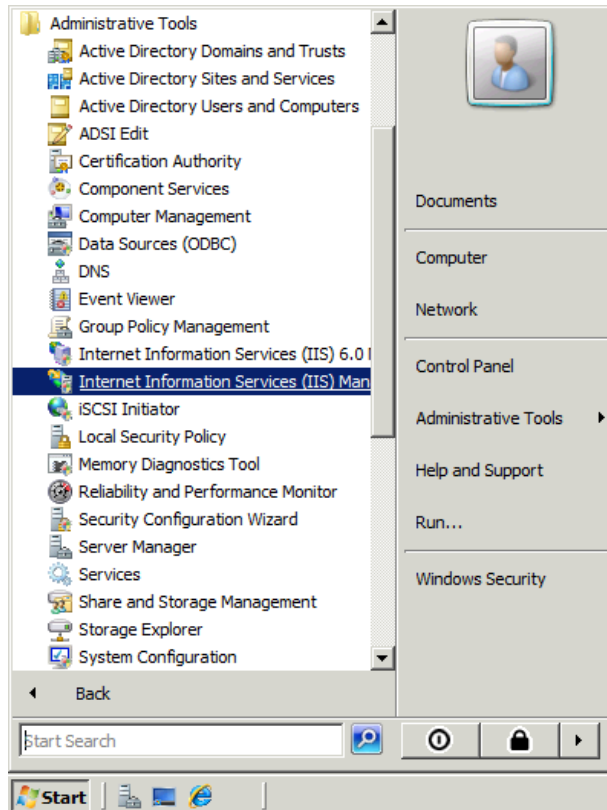 Administrative Tools
Active Directory Domains and Trusts
Active Directory Sites and Services
Active Directory Users and Computers
ADSI Edit
Certification Authority
Component Services
Computer Management
Data Sources (ODBC)
DNS
Event Viewer
Group Policy Management
Internet Information Services (IIS) 6.0
Internet Information Services (IIS) Man
iSCSI Initiator
Local Security Policy
Memory Diagnostics Tool
Reliability and Performance Monitor
Security Configuration Wizard
Server Manager
Services
Share and Storage Management
Storage Explorer
System Configuration
Back
Start Search
Start
Documents
Computer
Network
Control Panel
Administrative Tools
Help and Support
Run...
Windows Security